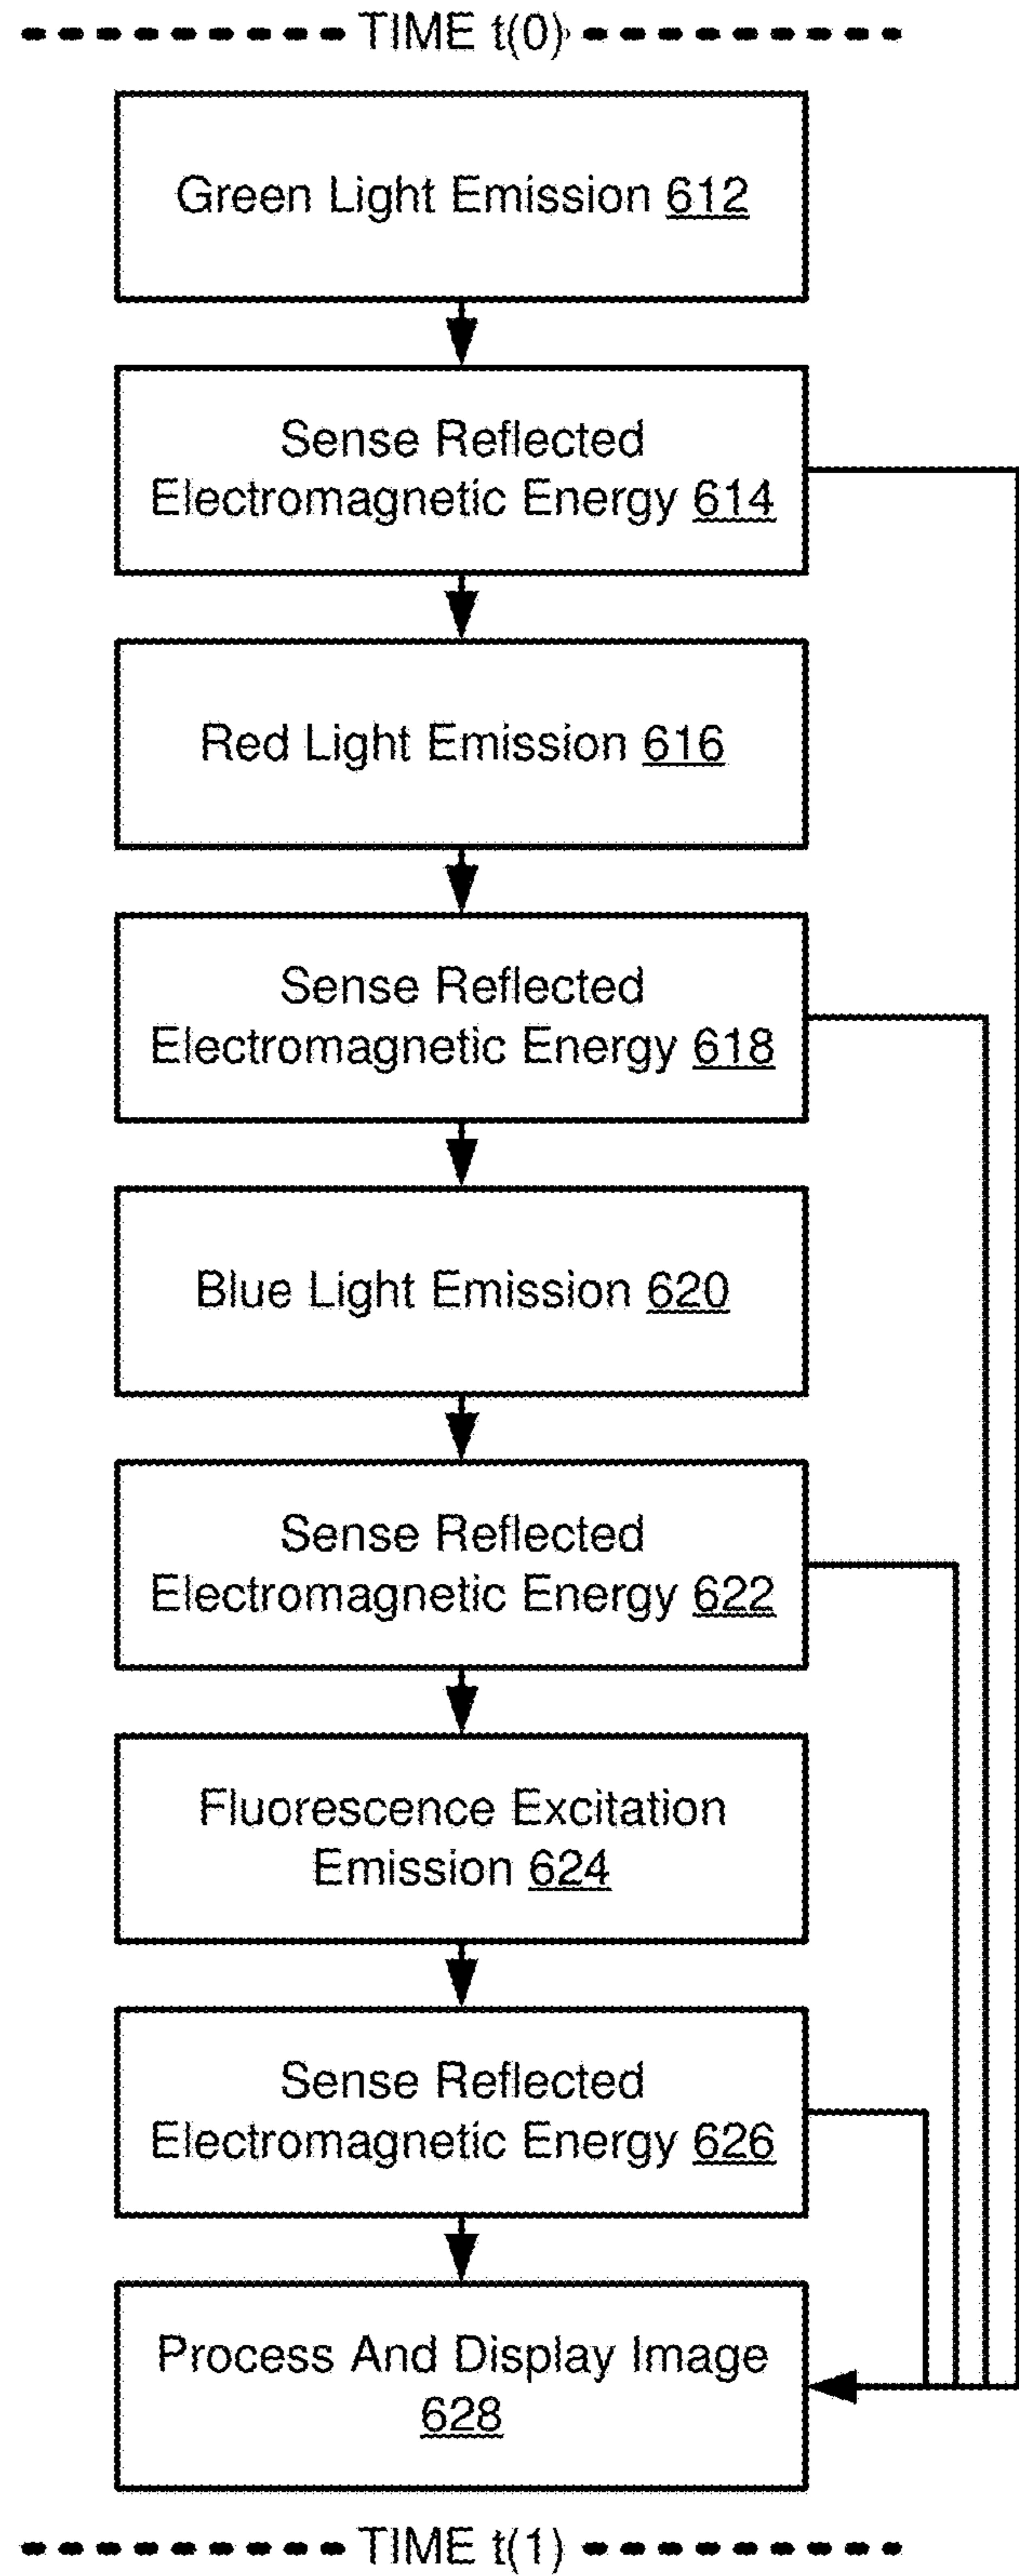 TIME t(0)
Green Light Emission 612
Sense Reflected
Electromagnetic Energy 614
Red Light Emission 616
Sense Reflected
Electromagnetic Energy 618
Blue Light Emission 620
Sense Reflected
Electromagnetic Energy 622
Fluorescence Excitation
Emission 624
Sense Reflected
Electromagnetic Energy 626
Process And Display Image
628
TIME t(1)